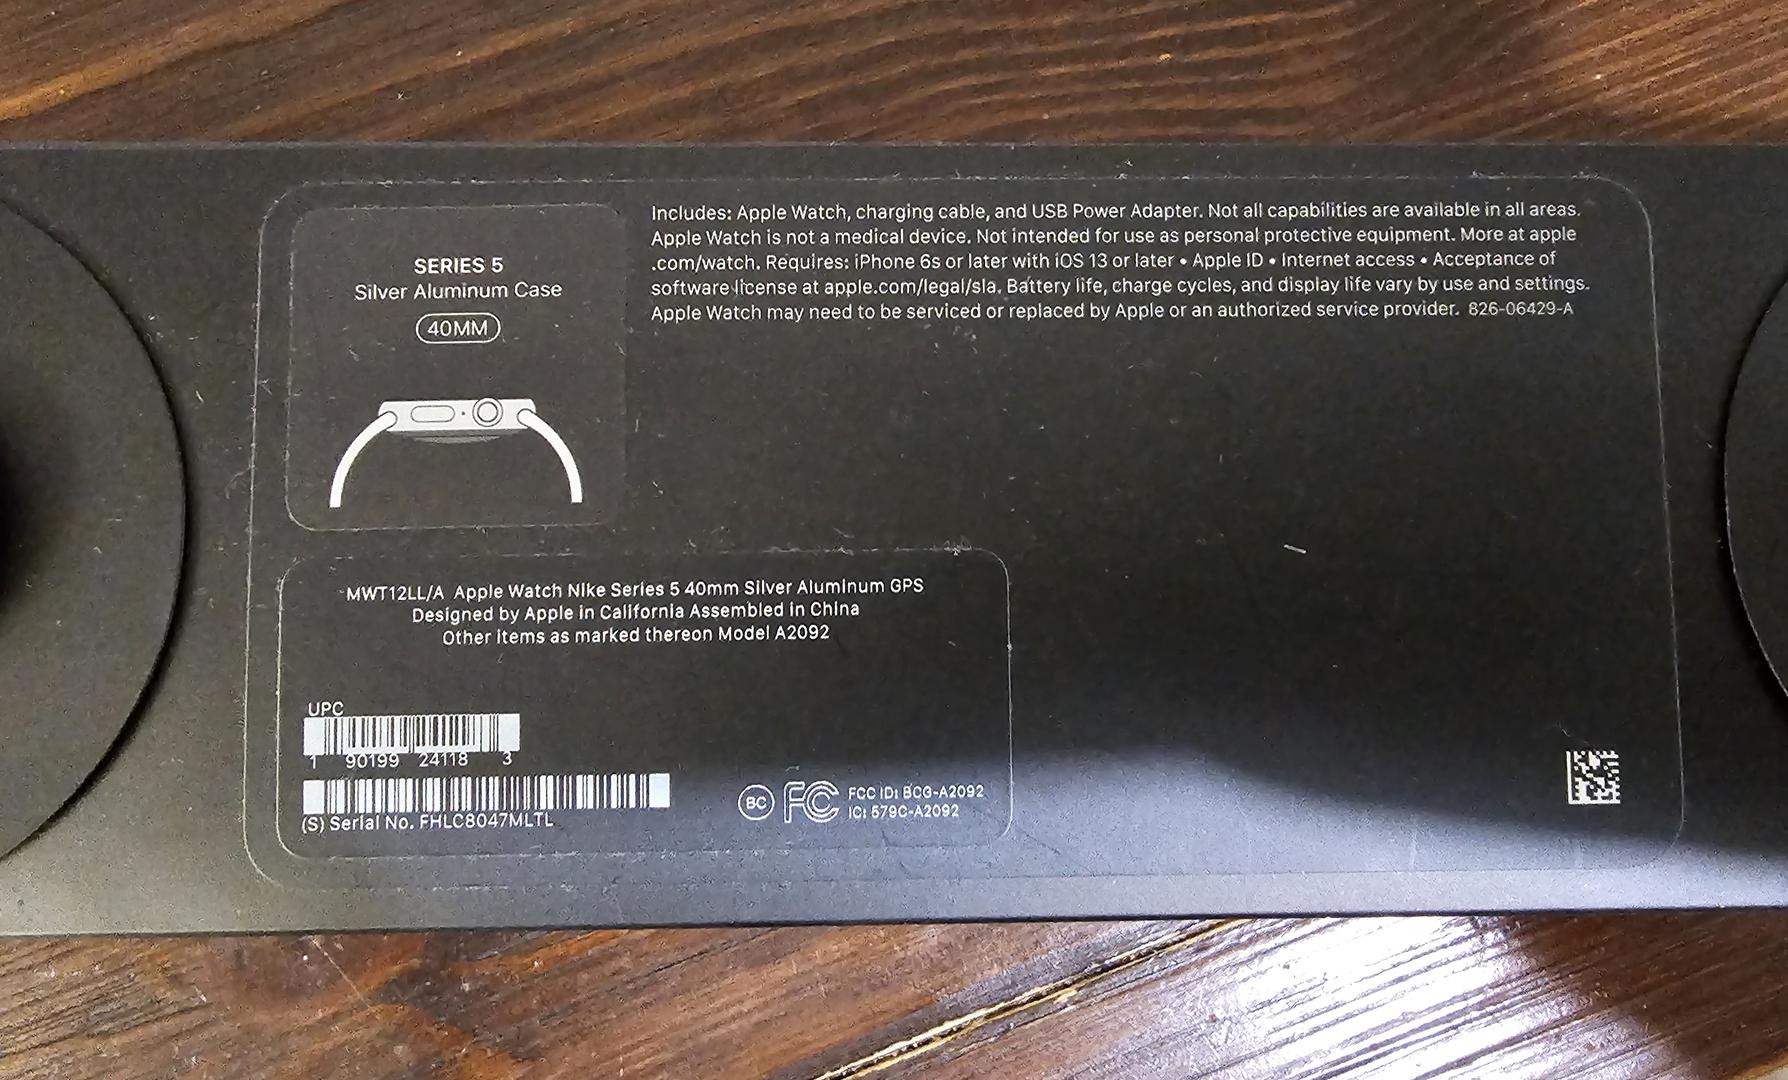 SERIES 5
Silver Aluminum Case
40MM
Includes: Apple Watch, charging cable, and USB Power Adapter. Not all capabilities are available in all areas.
Apple Watch is not a medical device. Not intended for use as personal protective equipment. More at apple
.com/watch. Requires: iPhone 6s or later with iOS 13 or later • Apple ID • Internet access • Acceptance of
software license at apple.com/legal/sla. Battery life, charge cycles, and display life vary by use and settings.
Apple Watch may need to be serviced or replaced by Apple or an authorized service provider. 826-06429-A
MWT12LL/A Apple Watch Nike Series 5 40mm Silver Aluminum GPS
Designed by Apple in California Assembled in China
Other items as marked thereon Model A2092
UPC
1 90199 24118 3
(S) Serial No. FHLC8047MLTL
BC
FC
FCC ID: BCG-A2092
IC: 579C-A2092